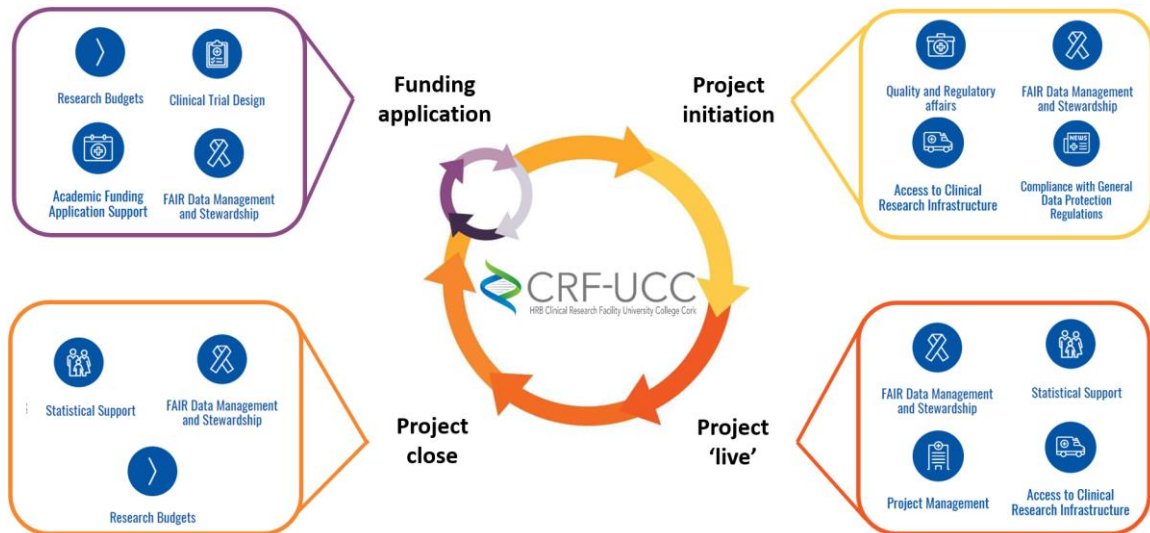 Research Budgets
Clinical Trial Design
Academic Funding
Application Support
FAIR Data Management
and Stewardship
Funding
application
Project
initiation
Quality and Regulatory
affairs
FAIR Data Management
and Stewardship
NEWS
Access to Clinical
Research Infrastructure
Compliance with General
Data Protection
Regulations
CRF-UCC
HRB Clinical Research Facility University College Cork
Statistical Support
FAIR Data Management
and Stewardship
Research Budgets
Project
close
Project
‘live’
FAIR Data Management
and Stewardship
Statistical Support
Project Management
Access to Clinical
Research Infrastructure